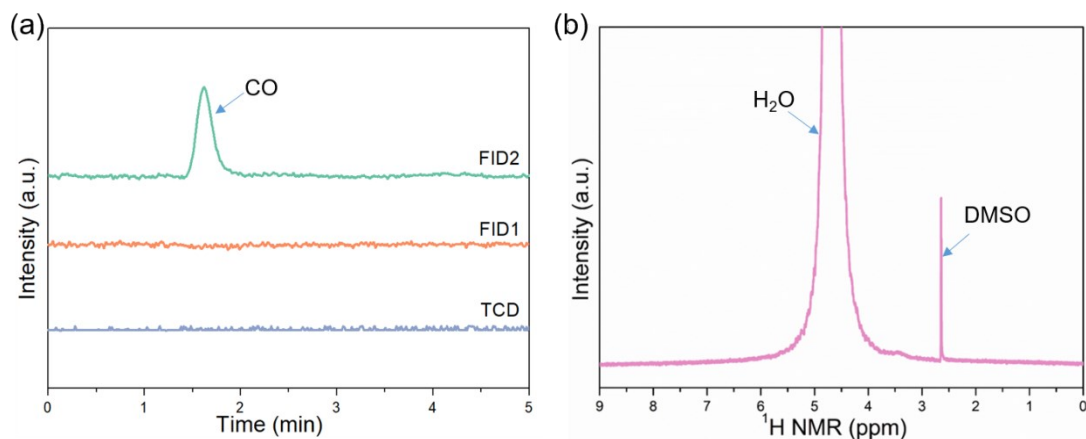 (a)
CO
FID2
FID1
TCD
Intensity (a.u.)
0 1 2 3 4 5
Time (min)
(b)
H₂O
DMSO
Intensity (a.u.)
9 8 7 6 5 4 3 2 1 0
¹H NMR (ppm)